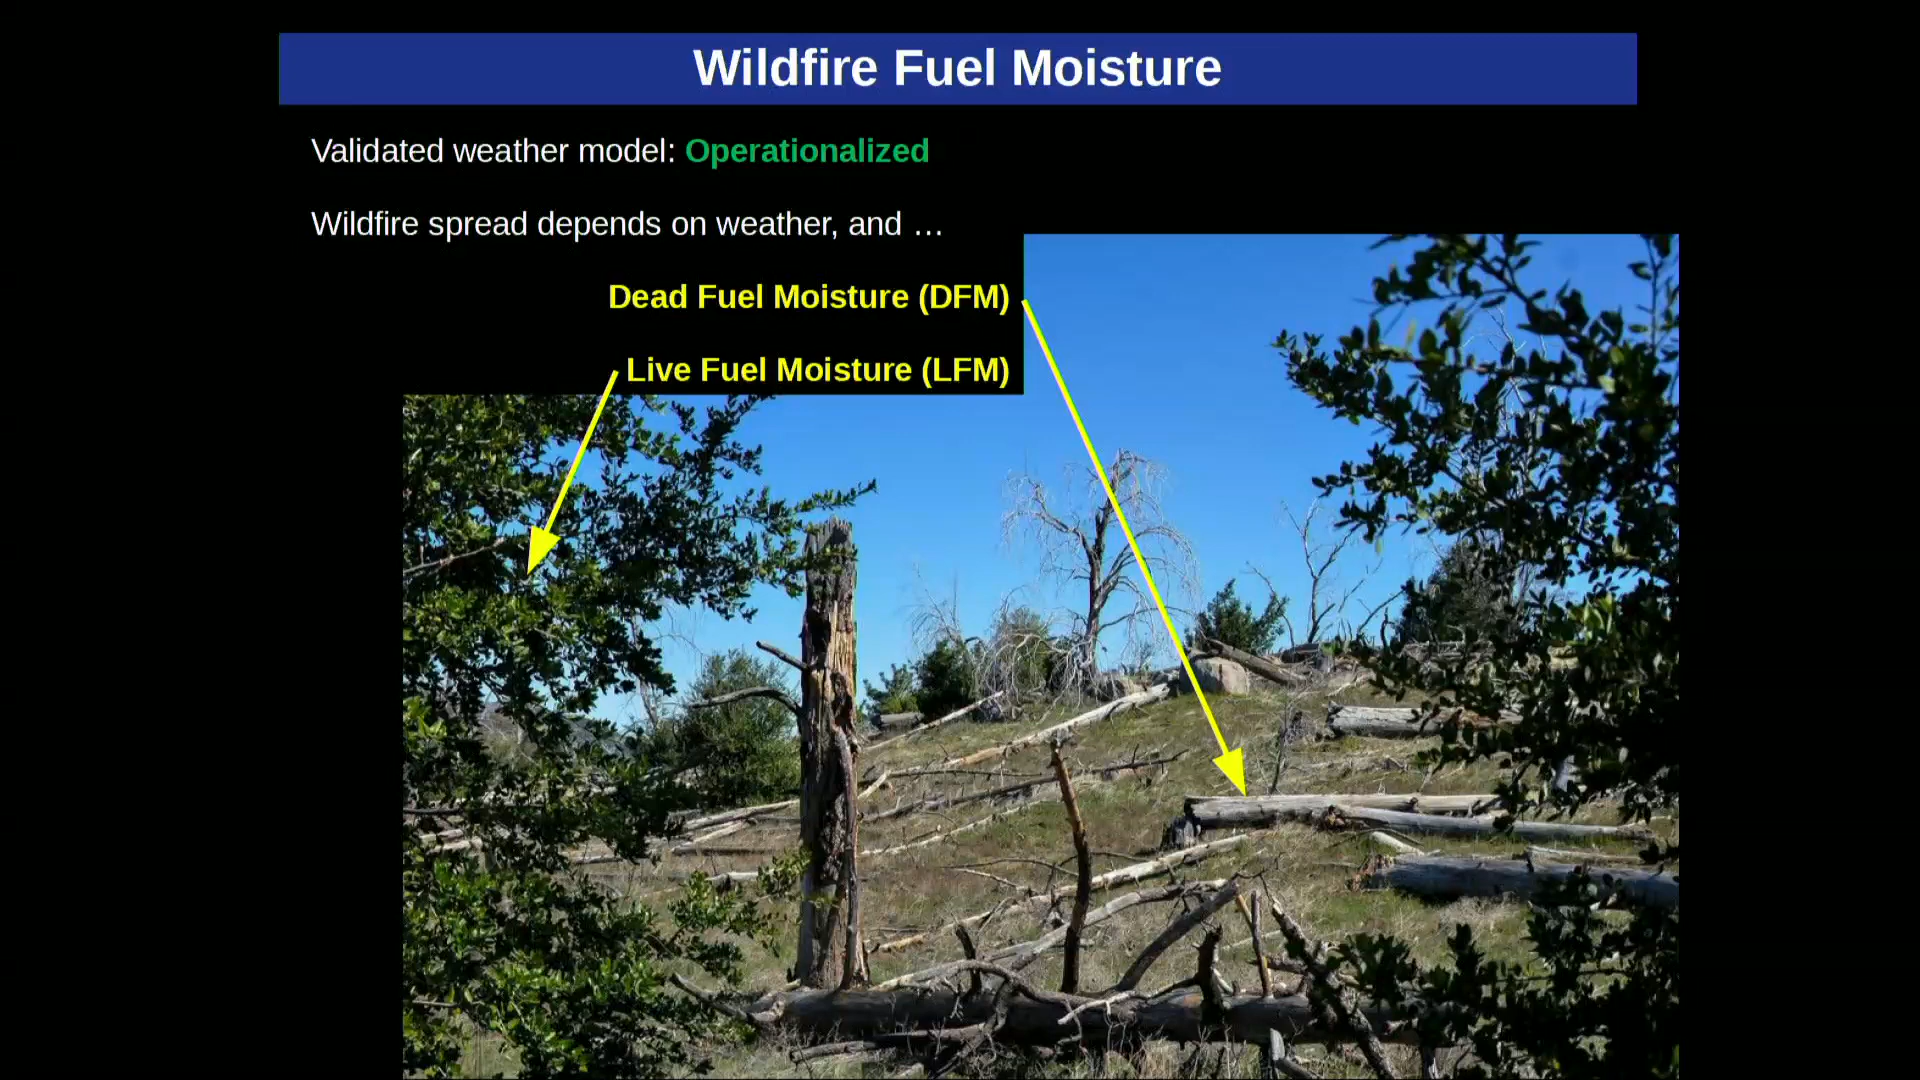 Wildfire Fuel Moisture
Validated weather model: Operationalized
Wildfire spread depends on weather, and …
Dead Fuel Moisture (DFM)
Live Fuel Moisture (LFM)